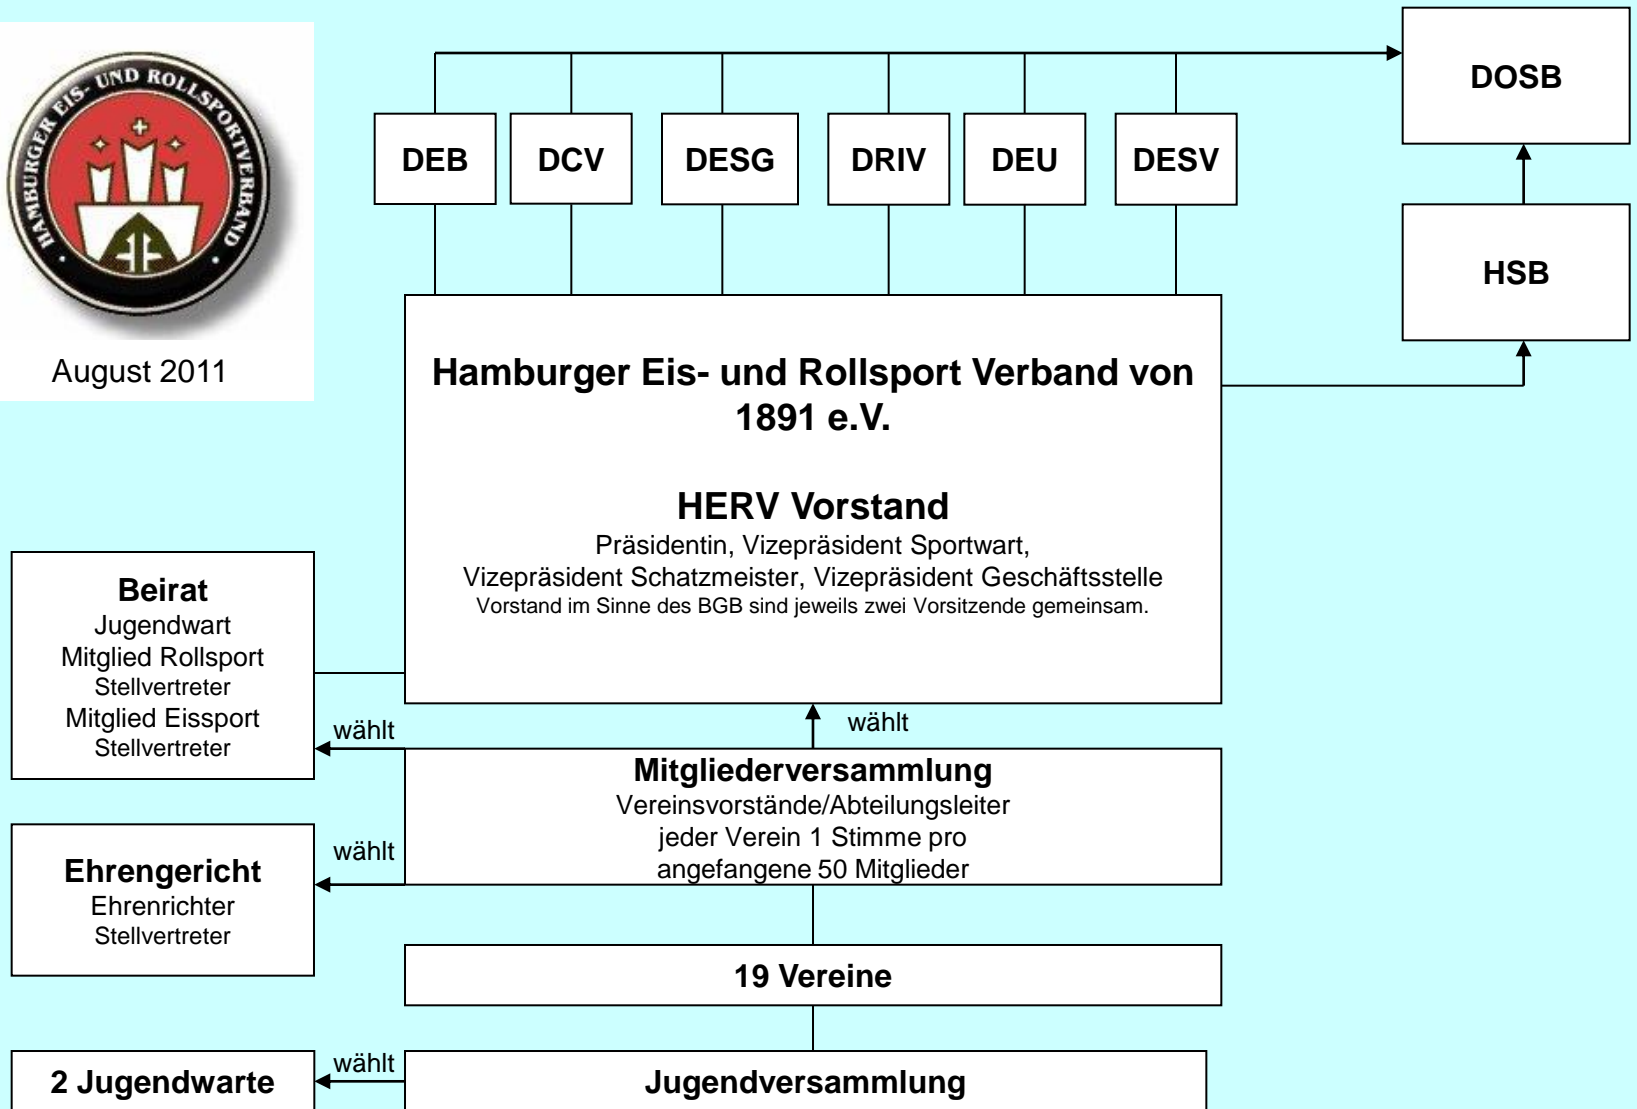 HAMBURGER EIS- UND ROLLSPORTVERBAND
August 2011
DEB
DCV
DESG
DRIV
DEU
DESV
DOSB
HSB
Hamburger Eis- und Rollsport Verband von
1891 e.V.
HERV Vorstand
Präsidentin, Vizepräsident Sportwart,
Vizepräsident Schatzmeister, Vizepräsident Geschäftsstelle
Vorstand im Sinne des BGB sind jeweils zwei Vorsitzende gemeinsam.
Beirat
Jugendwart
Mitglied Rollsport
Stellvertreter
Mitglied Eissport
Stellvertreter
wählt
wählt
Mitgliederversammlung
Vereinsvorstände/Abteilungsleiter
jeder Verein 1 Stimme pro
angefangene 50 Mitglieder
wählt
Ehrengericht
Ehrenrichter
Stellvertreter
19 Vereine
2 Jugendwarte
wählt
Jugendversammlung